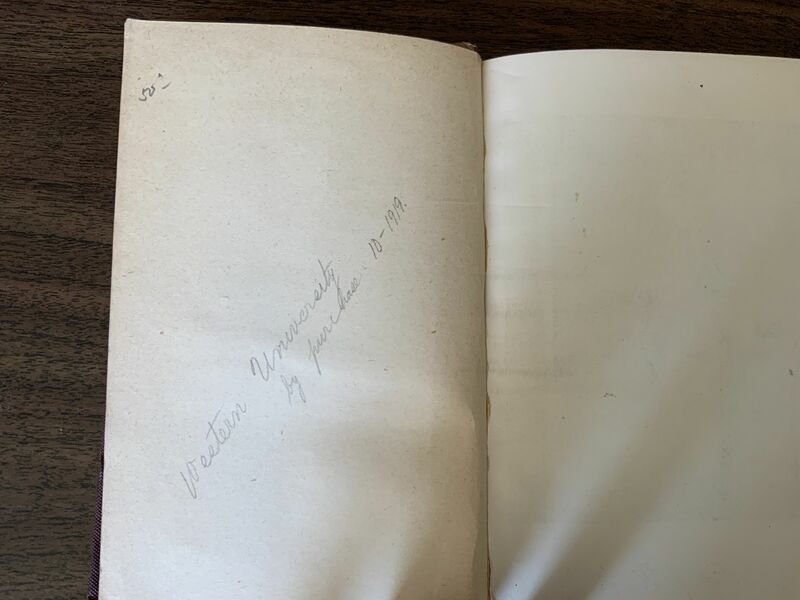 Western University
by purchase. 10-1919.